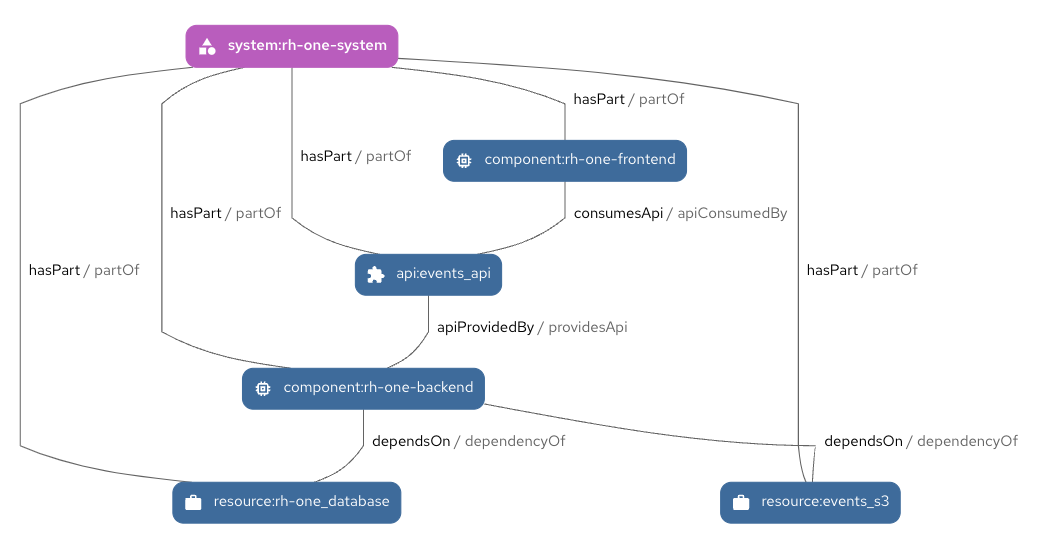 system:rh-one-system
hasPart / partOf
hasPart / partOf
component:rh-one-frontend
hasPart / partOf
consumesApi / apiConsumedBy
hasPart / partOf
api:events_api
hasPart / partOf
apiProvidedBy / providesApi
component:rh-one-backend
dependsOn / dependencyOf
dependsOn / dependencyOf
resource:rh-one_database
resource:events_s3